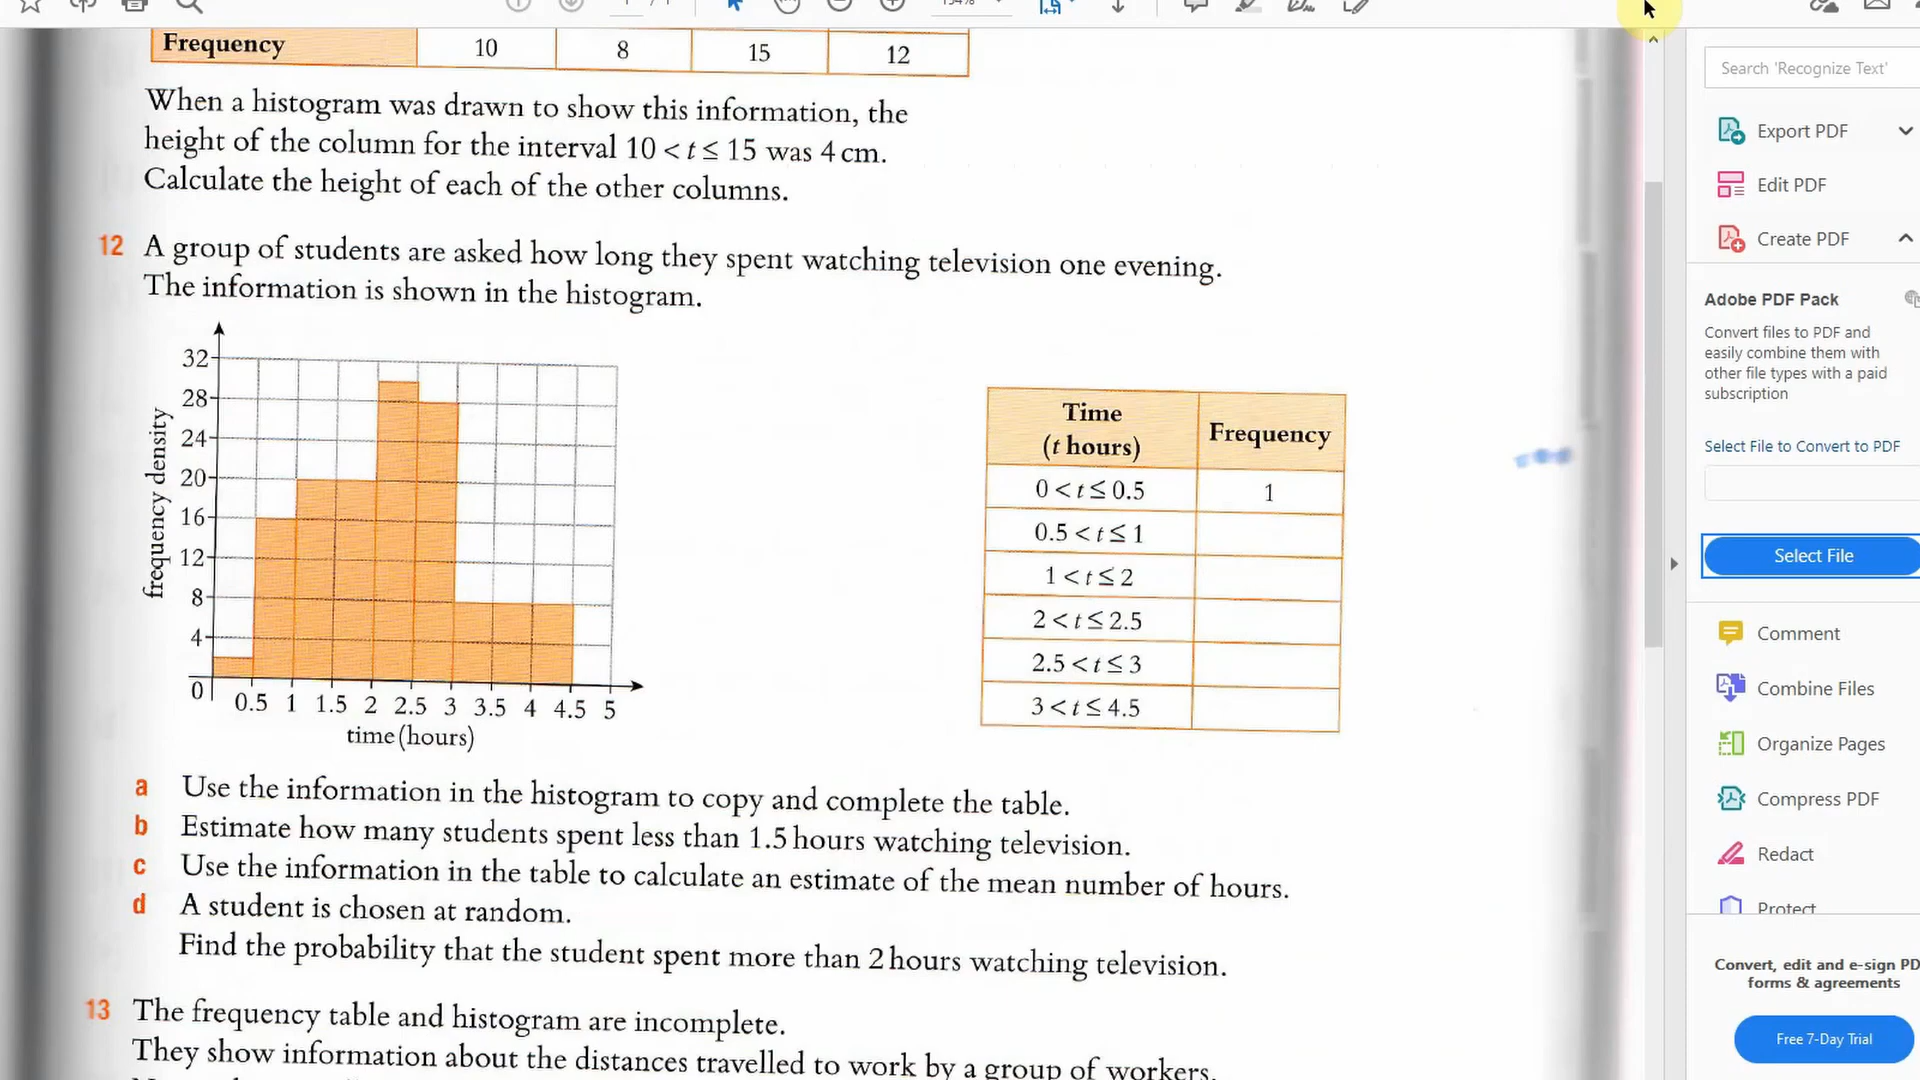 154%
Frequency 10 8 15 12
When a histogram was drawn to show this information, the
height of the column for the interval 10 < t ≤ 15 was 4 cm.
Calculate the height of each of the other columns.
12 A group of students are asked how long they spent watching television one evening.
The information is shown in the histogram.
frequency density
32
28
24
20
16
12
8
4
0
0.5 1 1.5 2 2.5 3 3.5 4 4.5 5
time (hours)
Time
(t hours) Frequency
0 < t ≤ 0.5 1
0.5 < t ≤ 1
1 < t ≤ 2
2 < t ≤ 2.5
2.5 < t ≤ 3
3 < t ≤ 4.5
a Use the information in the histogram to copy and complete the table.
b Estimate how many students spent less than 1.5 hours watching television.
c Use the information in the table to calculate an estimate of the mean number of hours.
d A student is chosen at random.
Find the probability that the student spent more than 2 hours watching television.
13 The frequency table and histogram are incomplete.
They show information about the distances travelled to work by a group of workers.
Search 'Recognize Text'
Export PDF
Edit PDF
Create PDF
Adobe PDF Pack
Convert files to PDF and
easily combine them with
other file types with a paid
subscription
Select File to Convert to PDF
Select File
Comment
Combine Files
Organize Pages
Compress PDF
Redact
Protect
Convert, edit and e-sign PD
forms & agreements
Free 7-Day Trial